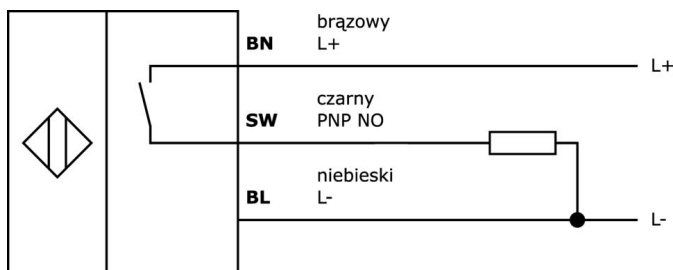 brązowy
BN L+
L+
czarny
SW PNP NO
niebieski
BL L-
L-